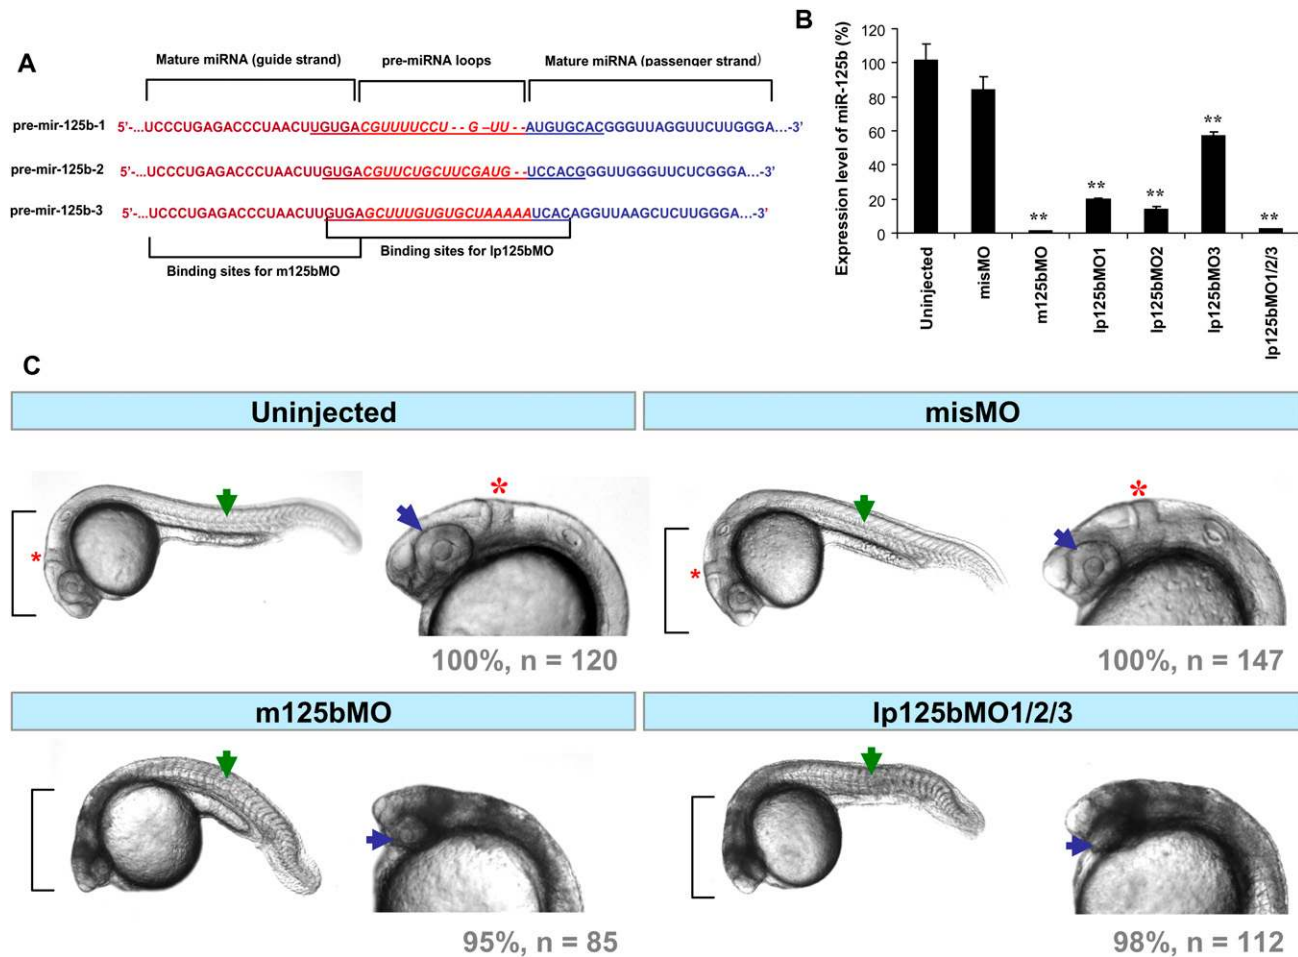 A
Mature miRNA (guide strand)
pre-miRNA loops
Mature miRNA (passenger strand)
pre-mir-125b-1
5'-...UCCCUGAGACCCUAACUUGUGACGUUUUCCU - - G –UU - -AUGUGCACGGGUUAGGUUCUUGGGA...-3'
pre-mir-125b-2
5'-...UCCCUGAGACCCUAACUUGUGACGUUCUGCUUCGAUG - -UCCACGGGUUGGGUUCUCGGGA...-3'
pre-mir-125b-3
5'-...UCCCUGAGACCCUAACUUGUGAGCUUUGUGUGCUAAAAAUCACAGGUUAAGCUCUUGGGA...-3'
Binding sites for lp125bMO
Binding sites for m125bMO
B
Expression level of miR-125b (%)
120
100
80
60
40
20
0
**
**
**
**
**
Uninjected
misMO
m125bMO
lp125bMO1
lp125bMO2
lp125bMO3
lp125bMO1/2/3
C
Uninjected
misMO
*
*
*
*
100%, n = 120
100%, n = 147
m125bMO
lp125bMO1/2/3
95%, n = 85
98%, n = 112